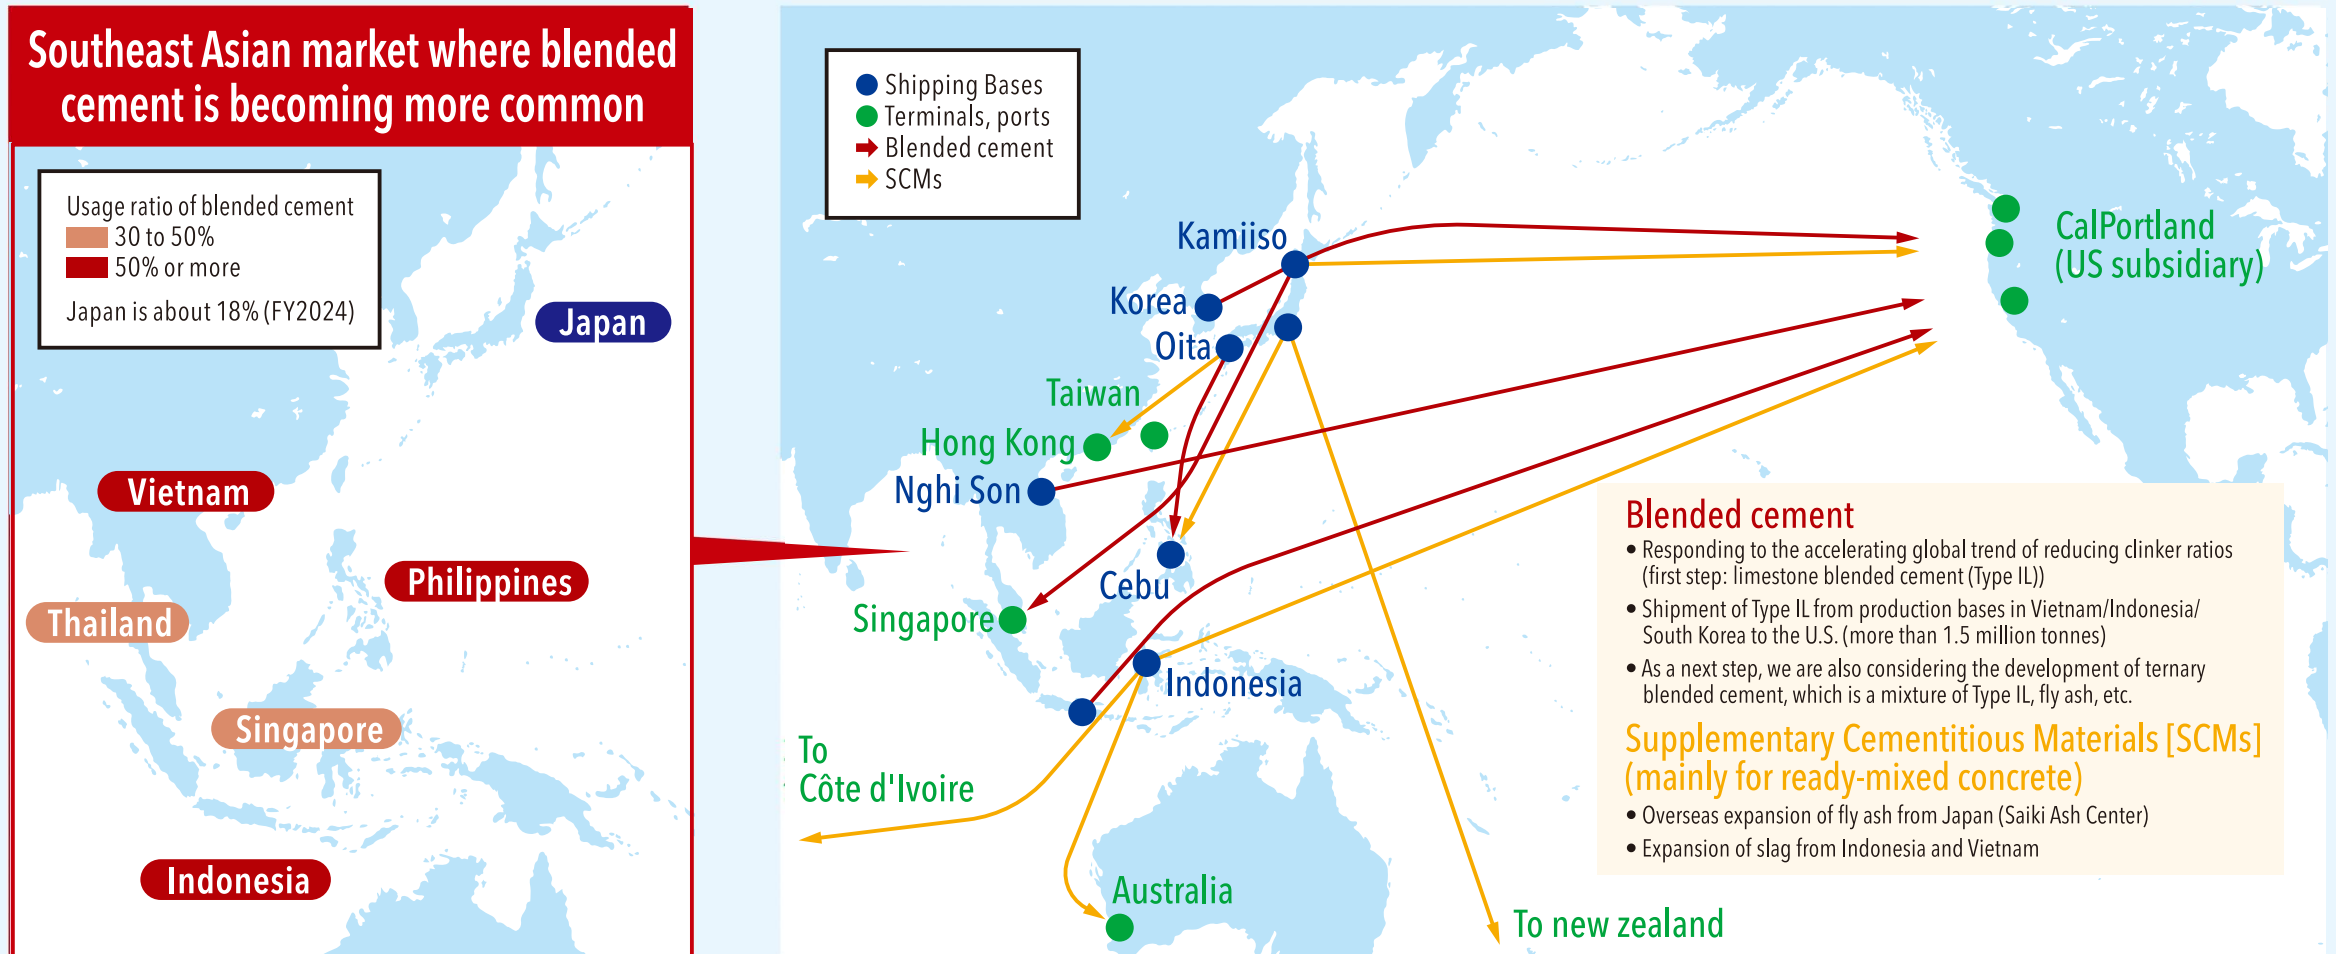 Southeast Asian market where blended
cement is becoming more common
Usage ratio of blended cement
30 to 50%
50% or more
Japan is about 18% (FY2024)
Japan
Vietnam
Philippines
Thailand
Singapore
Indonesia
Shipping Bases
Terminals, ports
Blended cement
SCMs
Kamiiso
Korea
Oita
Taiwan
Hong Kong
Nghi Son
Cebu
Singapore
Indonesia
To
Côte d'Ivoire
Australia
To new zealand
CalPortland
(US subsidiary)
Blended cement
• Responding to the accelerating global trend of reducing clinker ratios
(first step: limestone blended cement (Type IL))
• Shipment of Type IL from production bases in Vietnam/Indonesia/
South Korea to the U.S. (more than 1.5 million tonnes)
• As a next step, we are also considering the development of ternary
blended cement, which is a mixture of Type IL, fly ash, etc.
Supplementary Cementitious Materials [SCMs]
(mainly for ready-mixed concrete)
• Overseas expansion of fly ash from Japan (Saiki Ash Center)
• Expansion of slag from Indonesia and Vietnam